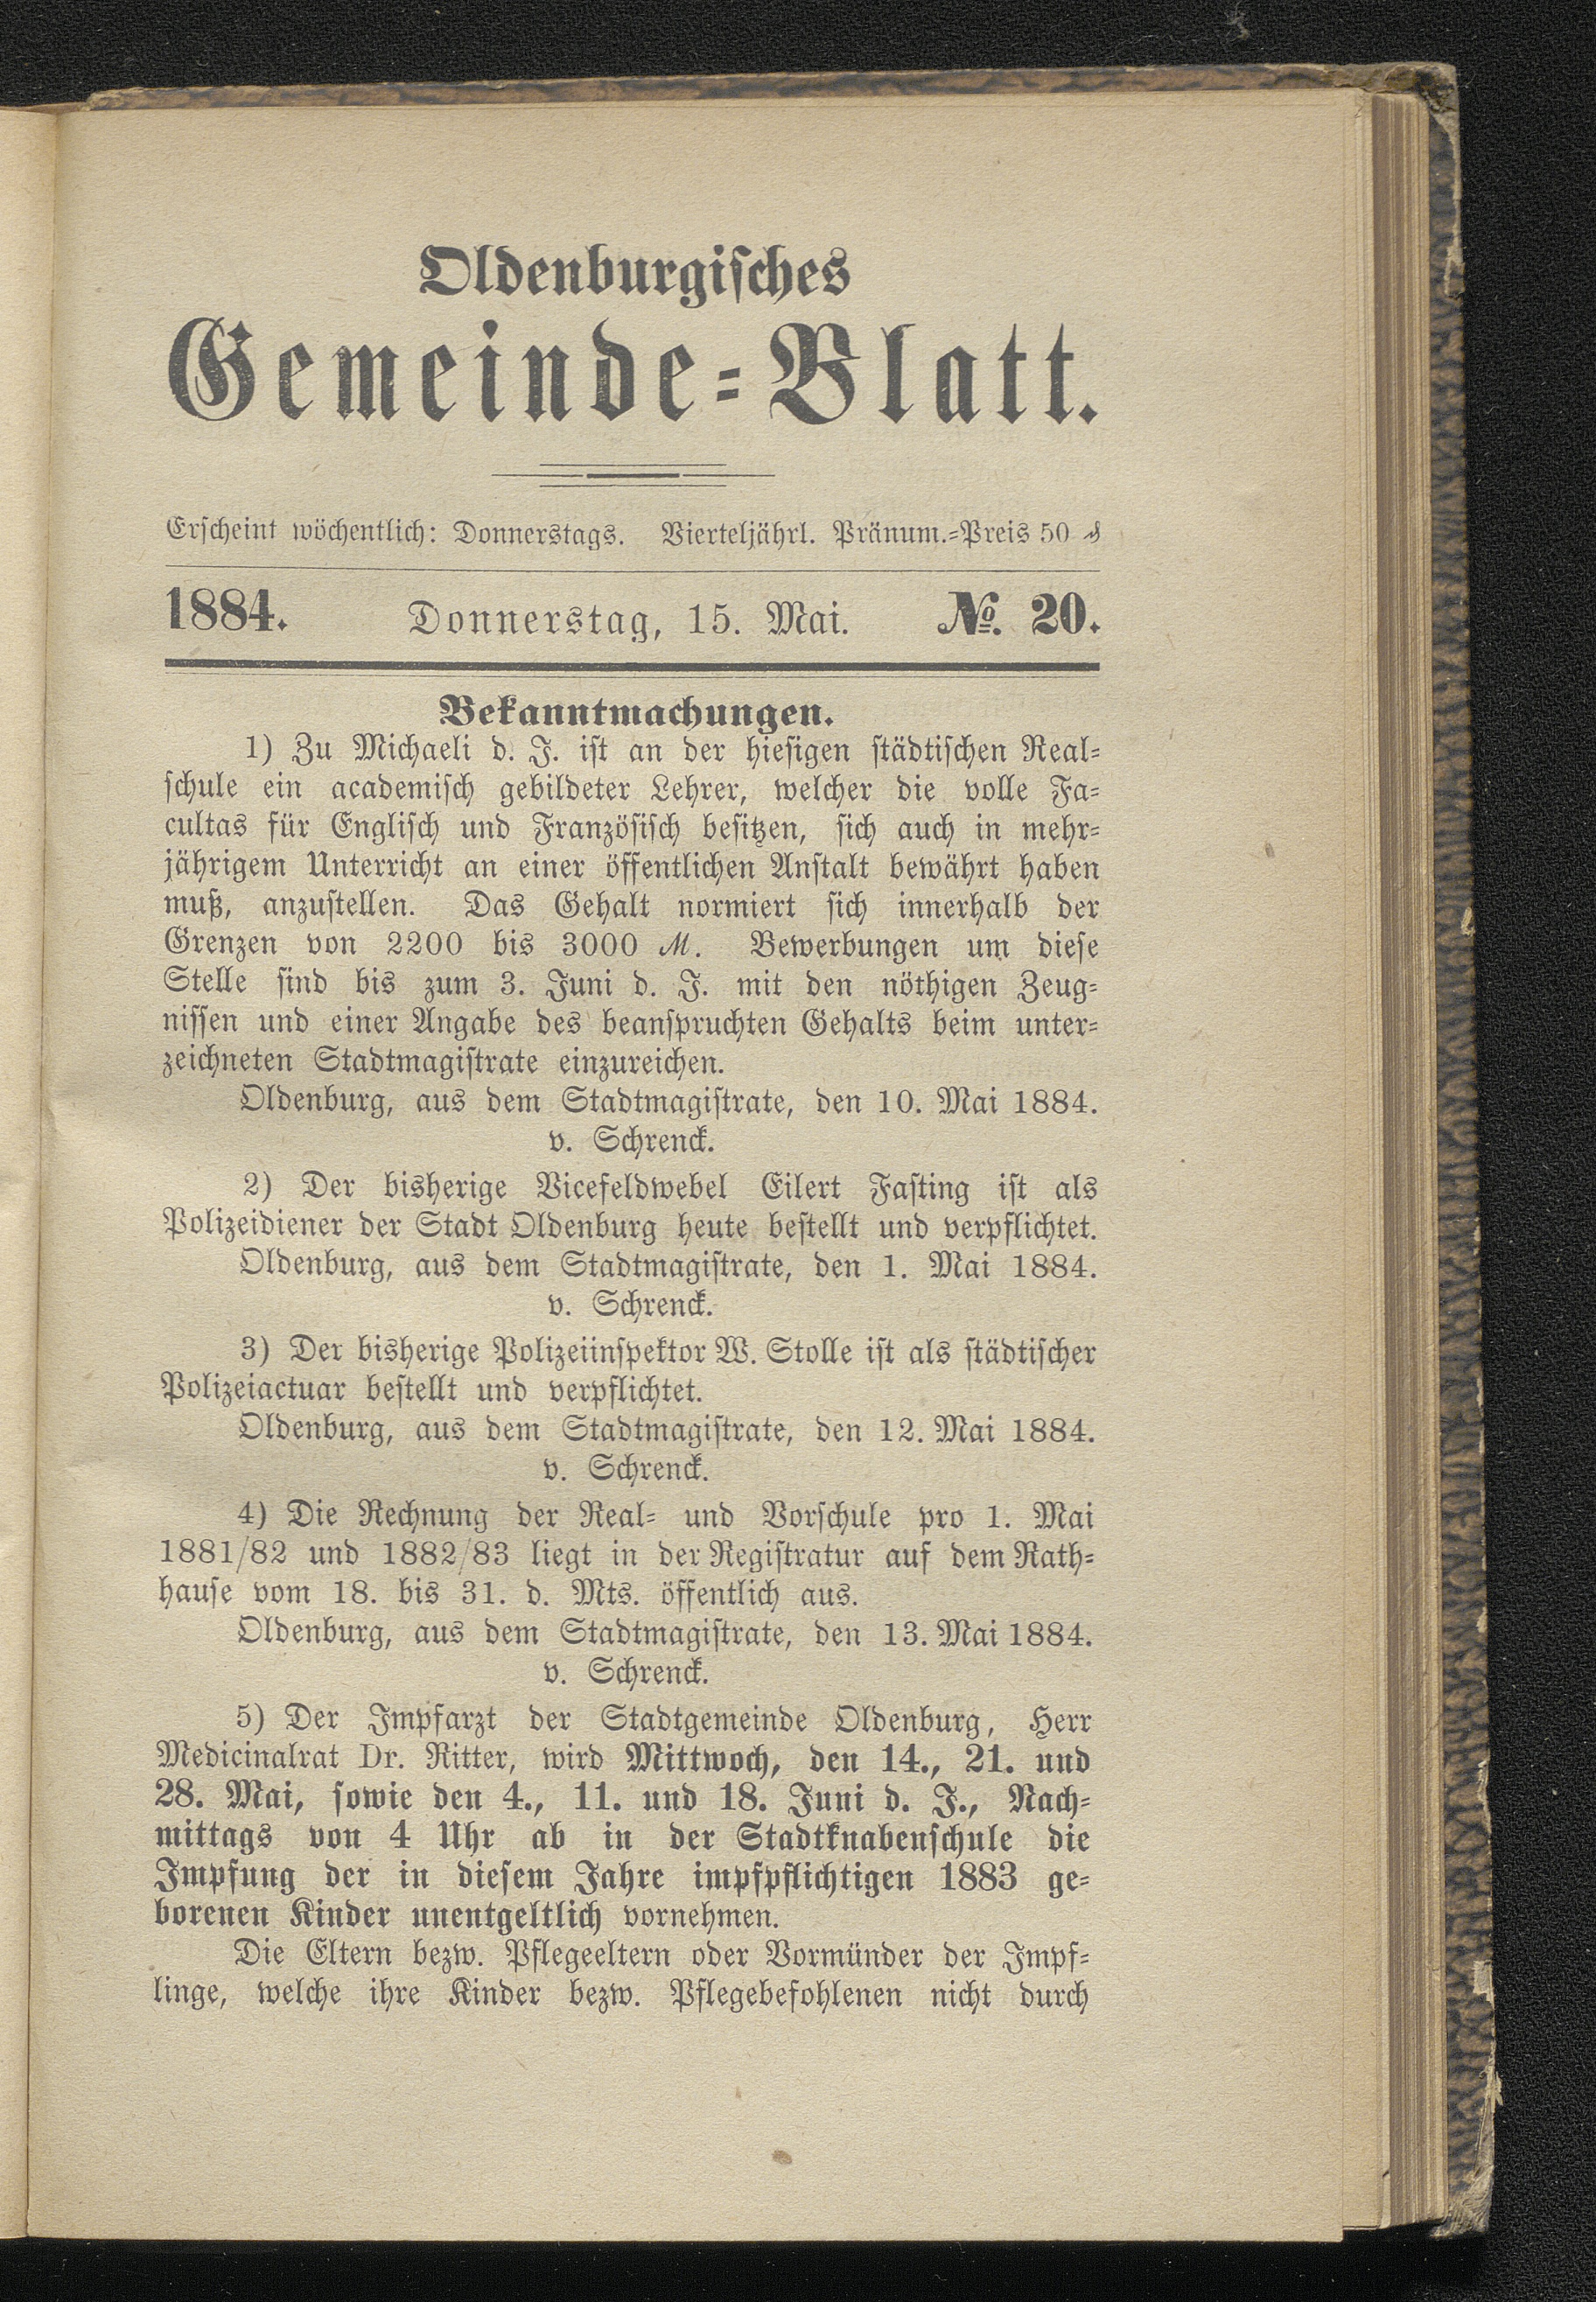 Oldenburgisches
Gemeinde-Blatt.
Erscheint wöchentlich: Donnerstags. Vierteljährl. Pränum.-Preis 50 ₰
1884. Donnerstag, 15. Mai. №. 20.
Bekanntmachungen.
1) Zu Michaeli d. J. ist an der hiesigen städtischen Real-
schule ein academisch gebildeter Lehrer, welcher die volle Fa-
cultas für Englisch und Französisch besitzen, sich auch in mehr-
jährigem Unterricht an einer öffentlichen Anstalt bewährt haben
muß, anzustellen. Das Gehalt normiert sich innerhalb der
Grenzen von 2200 bis 3000 ℳ. Bewerbungen um diese
Stelle sind bis zum 3. Juni d. J. mit den nöthigen Zeug-
nissen und einer Angabe des beanspruchten Gehalts beim unter-
zeichneten Stadtmagistrate einzureichen.
Oldenburg, aus dem Stadtmagistrate, den 10. Mai 1884.
v. Schrenck.
2) Der bisherige Vicefeldwebel Eilert Fasting ist als
Polizeidiener der Stadt Oldenburg heute bestellt und verpflichtet.
Oldenburg, aus dem Stadtmagistrate, den 1. Mai 1884.
v. Schrenck.
3) Der bisherige Polizeiinspektor W. Stolle ist als städtischer
Polizeiactuar bestellt und verpflichtet.
Oldenburg, aus dem Stadtmagistrate, den 12. Mai 1884.
v. Schrenck.
4) Die Rechnung der Real- und Vorschule pro 1. Mai
1881/82 und 1882/83 liegt in der Registratur auf dem Rath-
hause vom 18. bis 31. d. Mts. öffentlich aus.
Oldenburg, aus dem Stadtmagistrate, den 13. Mai 1884.
v. Schrenck.
5) Der Impfarzt der Stadtgemeinde Oldenburg, Herr
Medicinalrat Dr. Ritter, wird Mittwoch, den 14., 21. und
28. Mai, sowie den 4., 11. und 18. Juni d. J., Nach-
mittags von 4 Uhr ab in der Stadtknabenschule die
Impfung der in diesem Jahre impfpflichtigen 1883 ge-
borenen Kinder unentgeltlich vornehmen.
Die Eltern bezw. Pflegeeltern oder Vormünder der Impf-
linge, welche ihre Kinder bezw. Pflegebefohlenen nicht durch